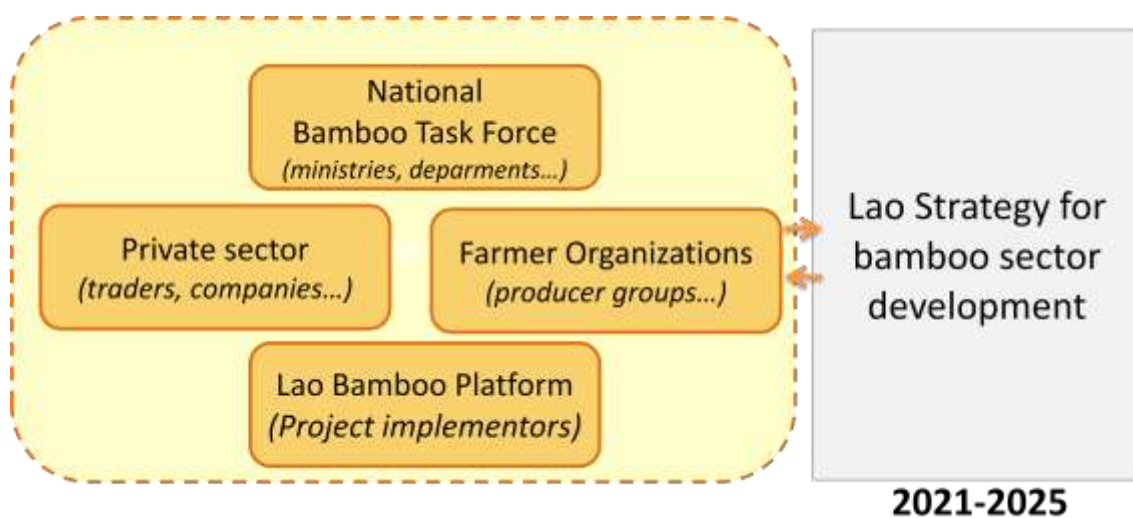 National
Bamboo Task Force
(ministries, deparments...)
Private sector
(traders, companies...)
Farmer Organizations
(producer groups...)
Lao Bamboo Platform
(Project implementors)
Lao Strategy for
bamboo sector
development
2021-2025